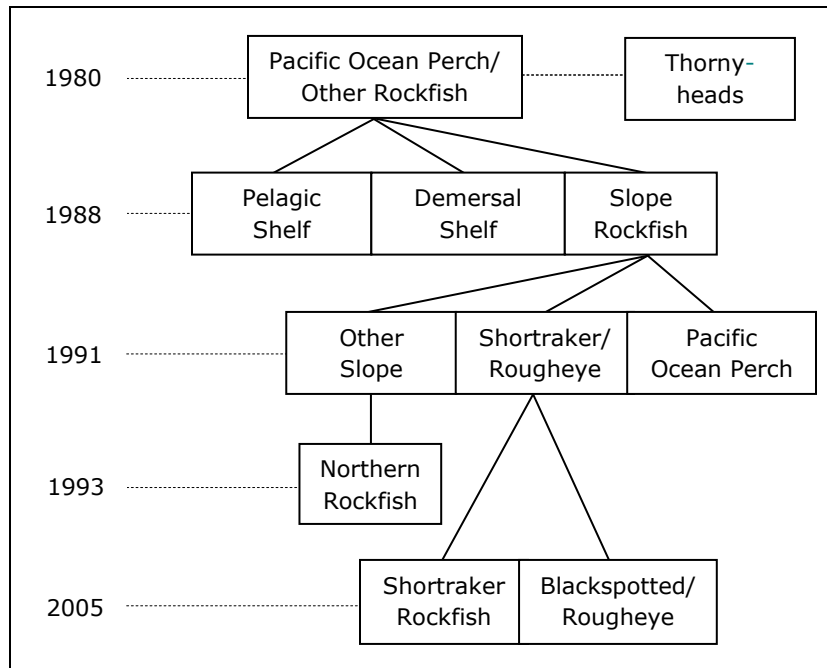 1980
Pacific Ocean Perch/
Other Rockfish
Thorny-
heads
1988
Pelagic
Shelf
Demersal
Shelf
Slope
Rockfish
1991
Other
Slope
Shortraker/
Rougheye
Pacific
Ocean Perch
1993
Northern
Rockfish
2005
Shortraker
Rockfish
Blackspotted/
Rougheye